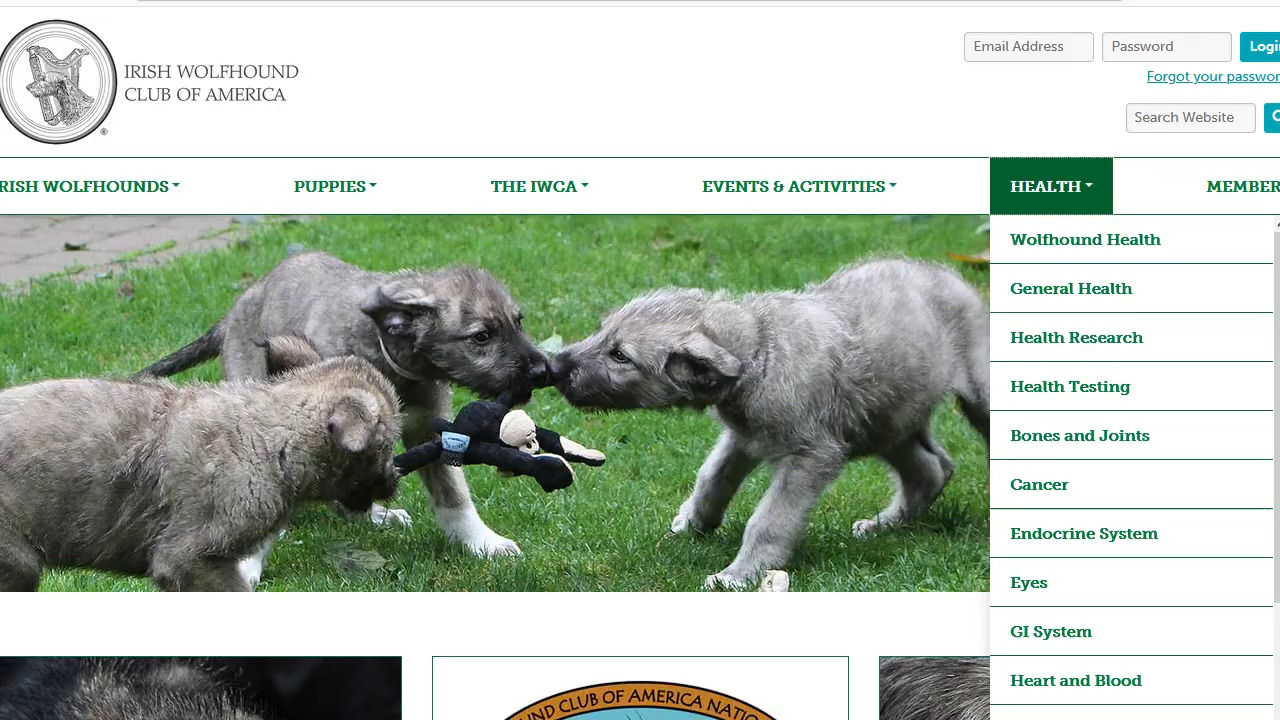 IRISH WOLFHOUND
CLUB OF AMERICA
®
Email Address
Password
Logi
Forgot your passwor
Search Website
RISH WOLFHOUNDS
PUPPIES
THE IWCA
EVENTS & ACTIVITIES
HEALTH
MEMBER
Wolfhound Health
General Health
Health Research
Health Testing
Bones and Joints
Cancer
Endocrine System
Eyes
GI System
Heart and Blood
UND CLUB OF AMERICA NATIO